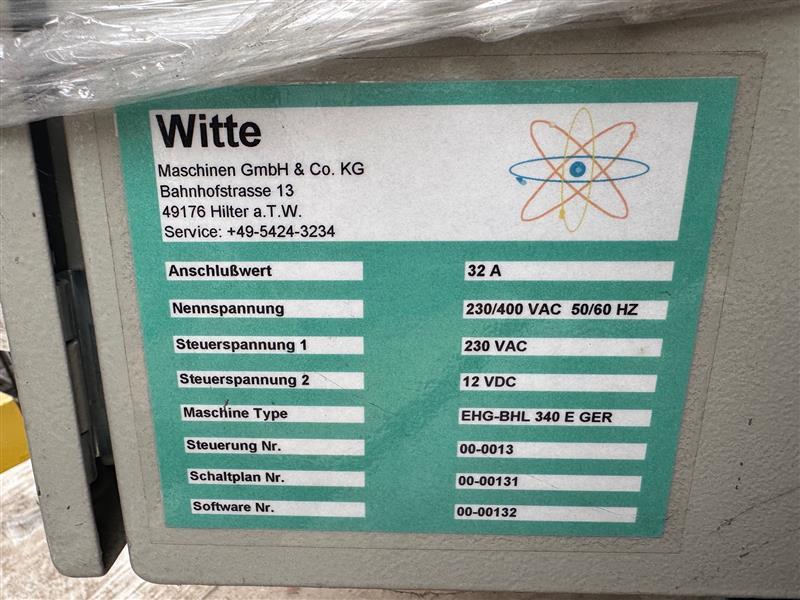 Witte
Maschinen GmbH & Co. KG
Bahnhofstrasse 13
49176 Hilter a.T.W.
Service: +49-5424-3234
Anschlußwert 32 A
Nennspannung 230/400 VAC 50/60 HZ
Steuerspannung 1 230 VAC
Steuerspannung 2 12 VDC
Maschine Type EHG-BHL 340 E GER
Steuerung Nr. 00-0013
Schaltplan Nr. 00-00131
Software Nr. 00-00132